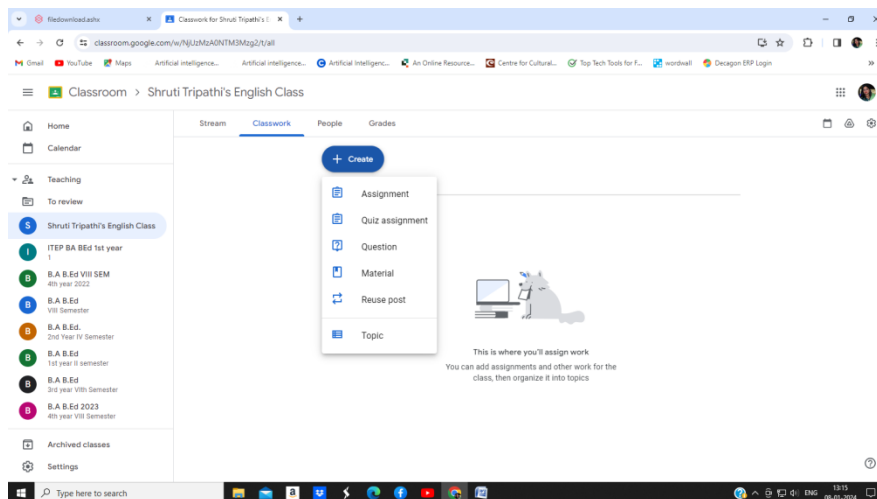 filedownload.ashx
Classwork for Shruti Tripathi's E
classroom.google.com/w/NjUzMzA0NTM3Mzg2/t/all
Gmail YouTube Maps Artificial intelligence... Artificial intelligence... Artificial Intelligenc... An Online Resource... Centre for Cultural... Top Tech Tools for f... wordwall Decagon ERP Login »
Classroom > Shruti Tripathi's English Class
Home
Calendar
Teaching
To review
S Shruti Tripathi's English Class
I ITEP BA BEd 1st year
1
B B.A B.Ed VIII SEM
4th year 2022
B B.A B.Ed
VIII Semester
B B.A B.Ed.
2nd Year IV Semester
B B.A B.Ed
1st year II semester
B B.A B.Ed
3rd year VIth Semester
B B.A B.Ed 2023
4th year VIII Semester
Archived classes
Settings
Stream Classwork People Grades
+ Create
Assignment
Quiz assignment
Question
Material
Reuse post
Topic
This is where you'll assign work
You can add assignments and other work for the
class, then organize it into topics
Type here to search
ENG
13:15
08-01-2024